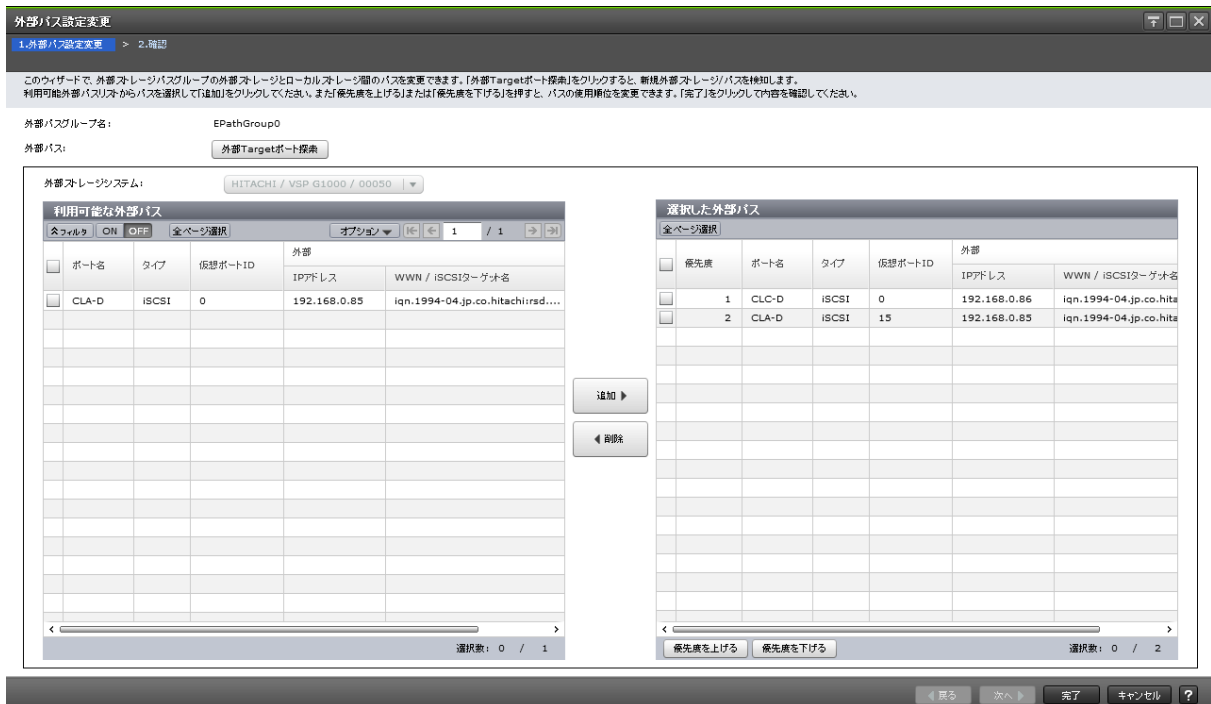 外部パス設定変更
1.外部パス設定変更 > 2.確認
このウィザードで、外部ストレージパスグループの外部ストレージとローカルストレージ間のパスを変更できます。「外部Targetポート探索」をクリックすると、新規外部ストレージ/パスを検知します。
利用可能外部パスリストからパスを選択して「追加」をクリックしてください。また「優先度を上げる」または「優先度を下げる」を押すと、パスの使用順位を変更できます。「完了」をクリックして内容を確認してください。
外部パスグループ名: EPathGroup0
外部パス: 外部Targetポート探索
外部ストレージシステム: HITACHI / VSP G1000 / 00050
利用可能な外部パス
フィルタ ON OFF 全ページ選択 オプション 1 / 1
ポート名 タイプ 仮想ポートID 外部
IPアドレス WWN / iSCSIターゲット名
CLA-D iSCSI 0 192.168.0.85 iqn.1994-04.jp.co.hitachi:rsd....
選択数: 0 / 1
追加
削除
選択した外部パス
全ページ選択
優先度 ポート名 タイプ 仮想ポートID 外部
IPアドレス WWN / iSCSIターゲット名
1 CLC-D iSCSI 0 192.168.0.86 iqn.1994-04.jp.co.hita
2 CLA-D iSCSI 15 192.168.0.85 iqn.1994-04.jp.co.hita
優先度を上げる 優先度を下げる 選択数: 0 / 2
戻る 次へ 完了 キャンセル ?